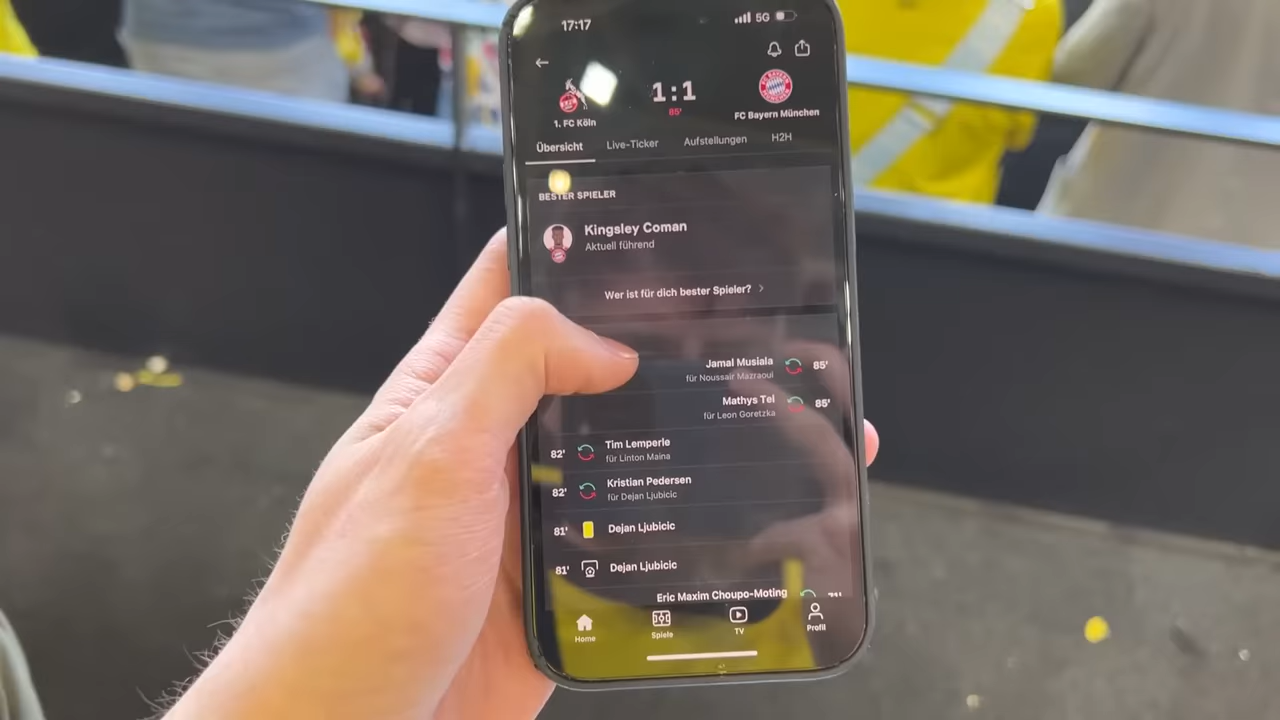 17:17
5G
1:1
85'
1. FC Köln
FC Bayern München
Übersicht
Live-Ticker
Aufstellungen
H2H
BESTER SPIELER
Kingsley Coman
Aktuell führend
Wer ist für dich bester Spieler?
Jamal Musiala 85'
für Noussair Mazraoui
Mathys Tel 85'
für Leon Goretzka
82' Tim Lemperle
für Linton Maina
82' Kristian Pedersen
für Dejan Ljubicic
81' Dejan Ljubicic
81' Dejan Ljubicic
Eric Maxim Choupo-Moting
Home
Spiele
TV
Profil